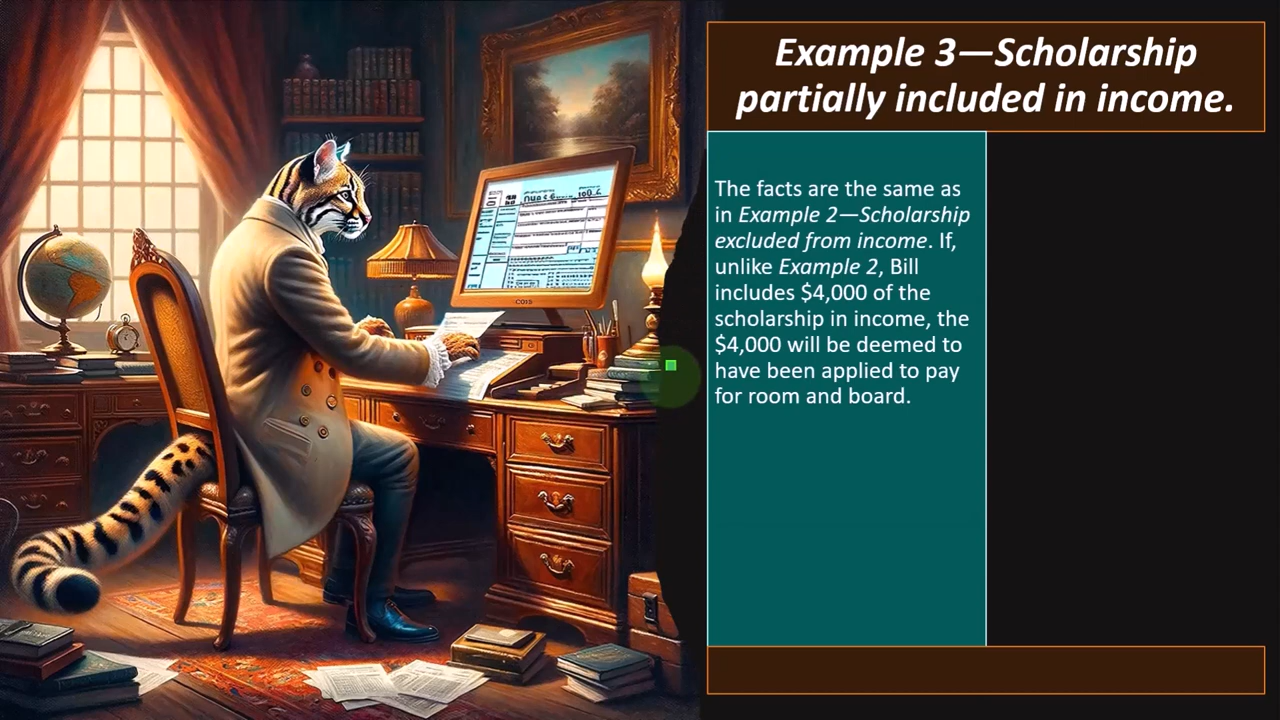 Example 3—Scholarship
partially included in income.
The facts are the same as
in Example 2—Scholarship
excluded from income. If,
unlike Example 2, Bill
includes $4,000 of the
scholarship in income, the
$4,000 will be deemed to
have been applied to pay
for room and board.